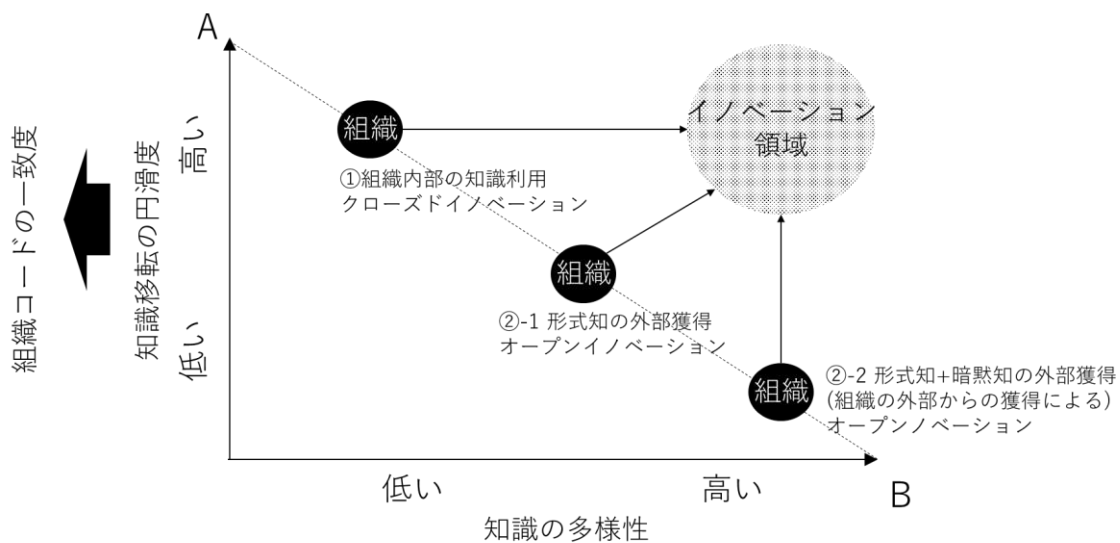 A
組織コードの一致度
知識移転の円滑度
高い
低い
組織
イノベーション
領域
①組織内部の知識利用
クローズドイノベーション
組織
②-1 形式知の外部獲得
オープンイノベーション
組織
②-2 形式知+暗黙知の外部獲得
(組織の外部からの獲得による)
オープンノベーション
低い
高い
B
知識の多様性